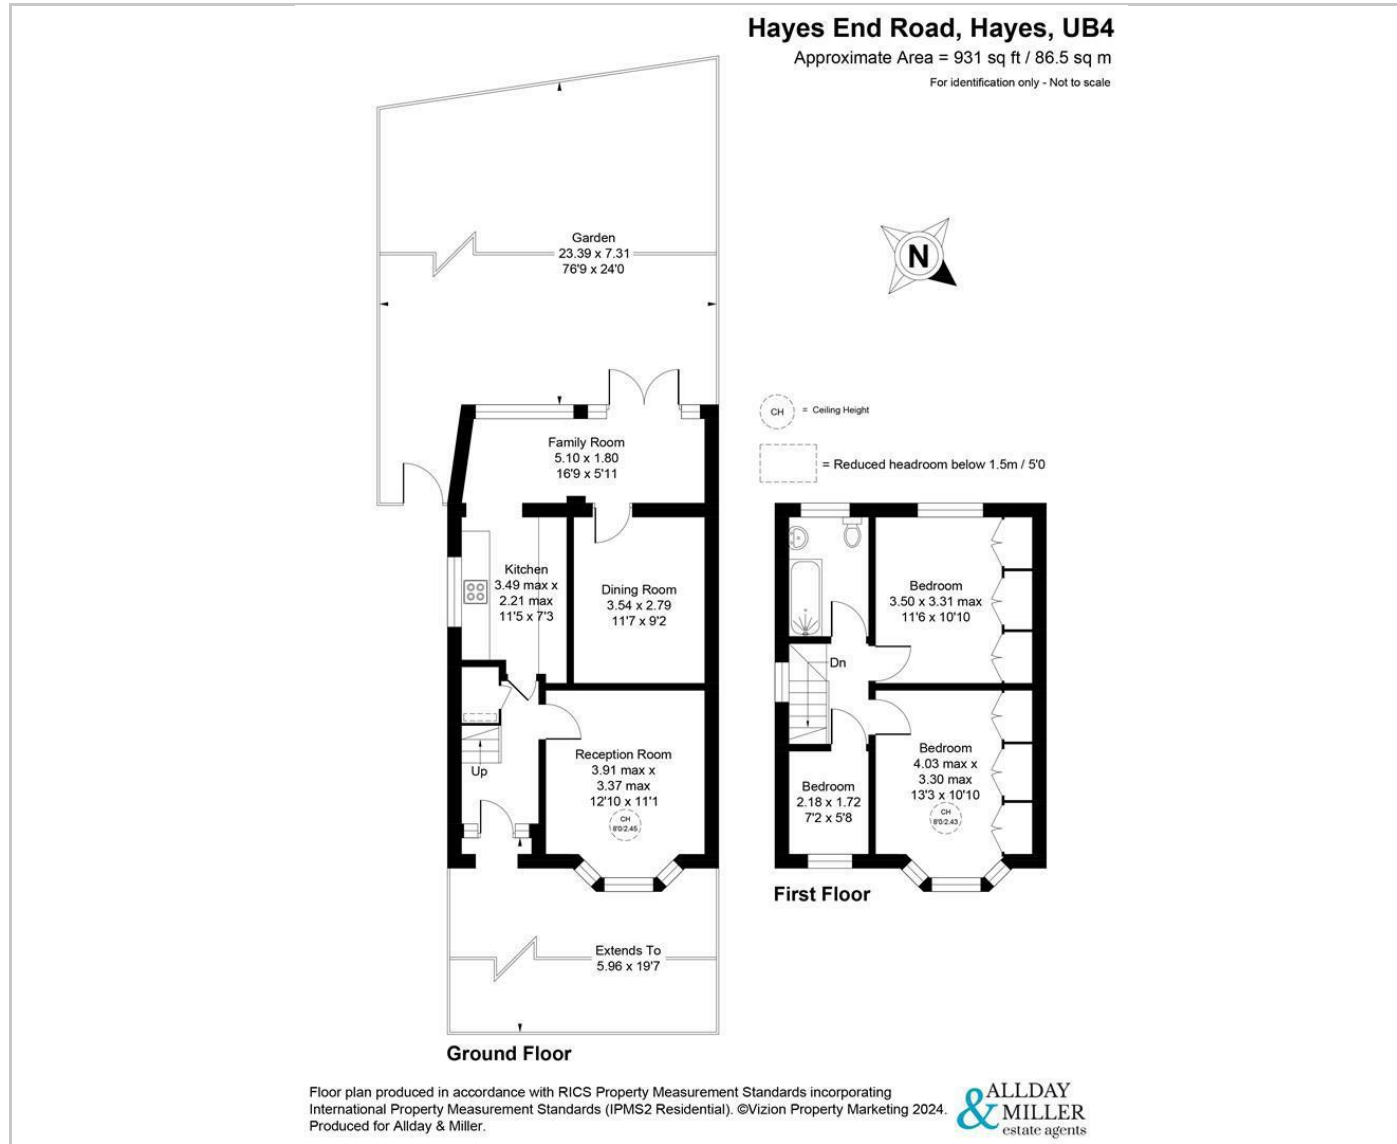 Hayes End Road, Hayes, UB4
Approximate Area = 931 sq ft / 86.5 sq m
For identification only - Not to scale
Garden
23.39 x 7.31
76'9 x 24'0
N
CH
= Ceiling Height
= Reduced headroom below 1.5m / 5'0
Family Room
5.10 x 1.80
16'9 x 5'11
Kitchen
3.49 max x
2.21 max
11'5 x 7'3
Dining Room
3.54 x 2.79
11'7 x 9'2
Reception Room
3.91 max x
3.37 max
12'10 x 11'1
CH
8'0/2.45
Up
Extends To
5.96 x 19'7
Ground Floor
Bedroom
3.50 x 3.31 max
11'6 x 10'10
Dn
Bedroom
4.03 max x
3.30 max
13'3 x 10'10
CH
8'0/2.43
Bedroom
2.18 x 1.72
7'2 x 5'8
First Floor
Floor plan produced in accordance with RICS Property Measurement Standards incorporating
International Property Measurement Standards (IPMS2 Residential). ©Vizion Property Marketing 2024.
Produced for Allday & Miller.
ALLDAY
& MILLER
estate agents